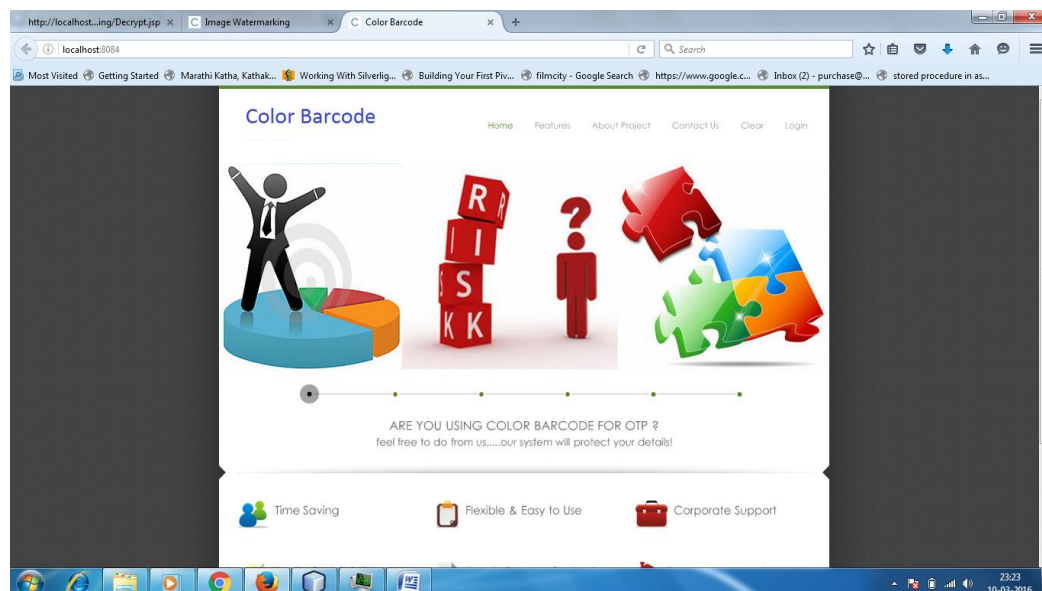 http://localhost...ing/Decrypt.jsp × C Image Watermarking × C Color Barcode × +
localhost:8084 Search
Most Visited Getting Started Marathi Katha, Kathak... Working With Silverlig... Building Your First Piv... filmcity - Google Search https://www.google.c... Inbox (2) - purchase@... stored procedure in as...
Color Barcode
Home Features About Project Contact Us Clear Login
R R
I
S S
K K
?
ARE YOU USING COLOR BARCODE FOR OTP ?
feel free to do from us.....our system will protect your details!
Time Saving Flexible & Easy to Use Corporate Support
23:23
10-03-2016